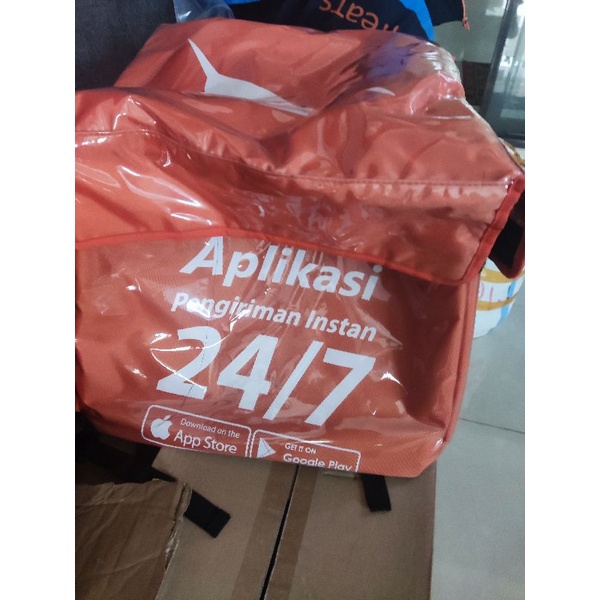 Aplikasi
Pengiriman Instan
24/7
Download on the
App Store
GET IT ON
Google Play